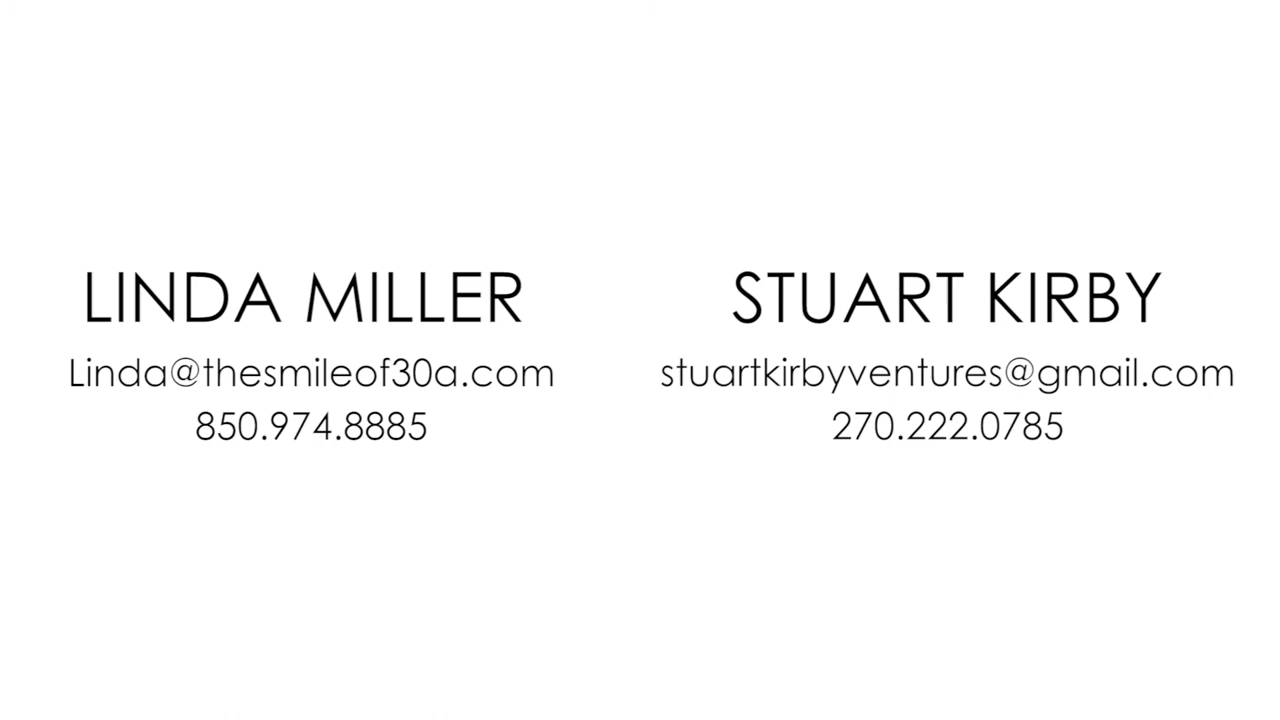 LINDA MILLER
Linda@thesmileof30a.com
850.974.8885
STUART KIRBY
stuartkirbyventures@gmail.com
270.222.0785